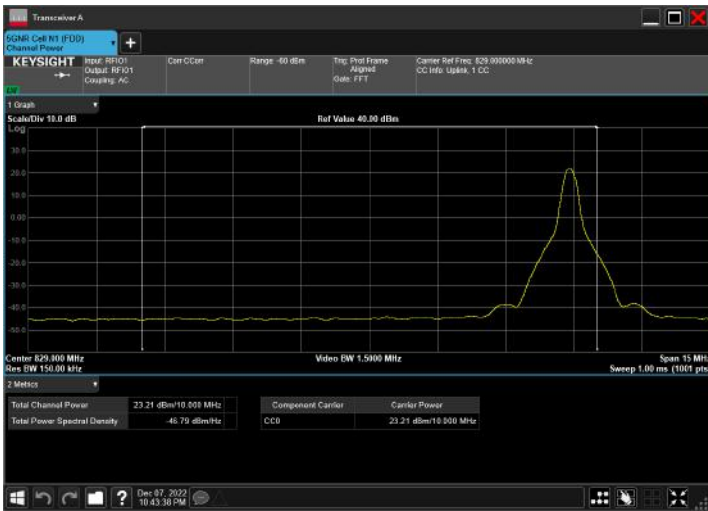 Transceiver A
5GNR Cell N1 (FDD)
Channel Power
KEYSIGHT
Input: RFIO1
Output: RFIO1
Coupling: AC
Corr CCorr
Range: -60 dBm
Trig: Prot Frame
Aligned
Gate: FFT
Carrier Ref Freq: 829.000000 MHz
CC Info: Uplink, 1 CC
1 Graph
Scale/Div 10.0 dB
Ref Value 40.00 dBm
Log
30.0
20.0
10.0
0.00
-10.0
-20.0
-30.0
-40.0
-50.0
Center 829.000 MHz
Video BW 1.5000 MHz
Span 15 MHz
Res BW 150.00 kHz
Sweep 1.00 ms (1001 pts
2 Metrics
Total Channel Power 23.21 dBm/10.000 MHz
Total Power Spectral Density -46.79 dBm/Hz
Component Carrier Carrier Power
CC0 23.21 dBm/10.000 MHz
Dec 07, 2022
10:43:38 PM